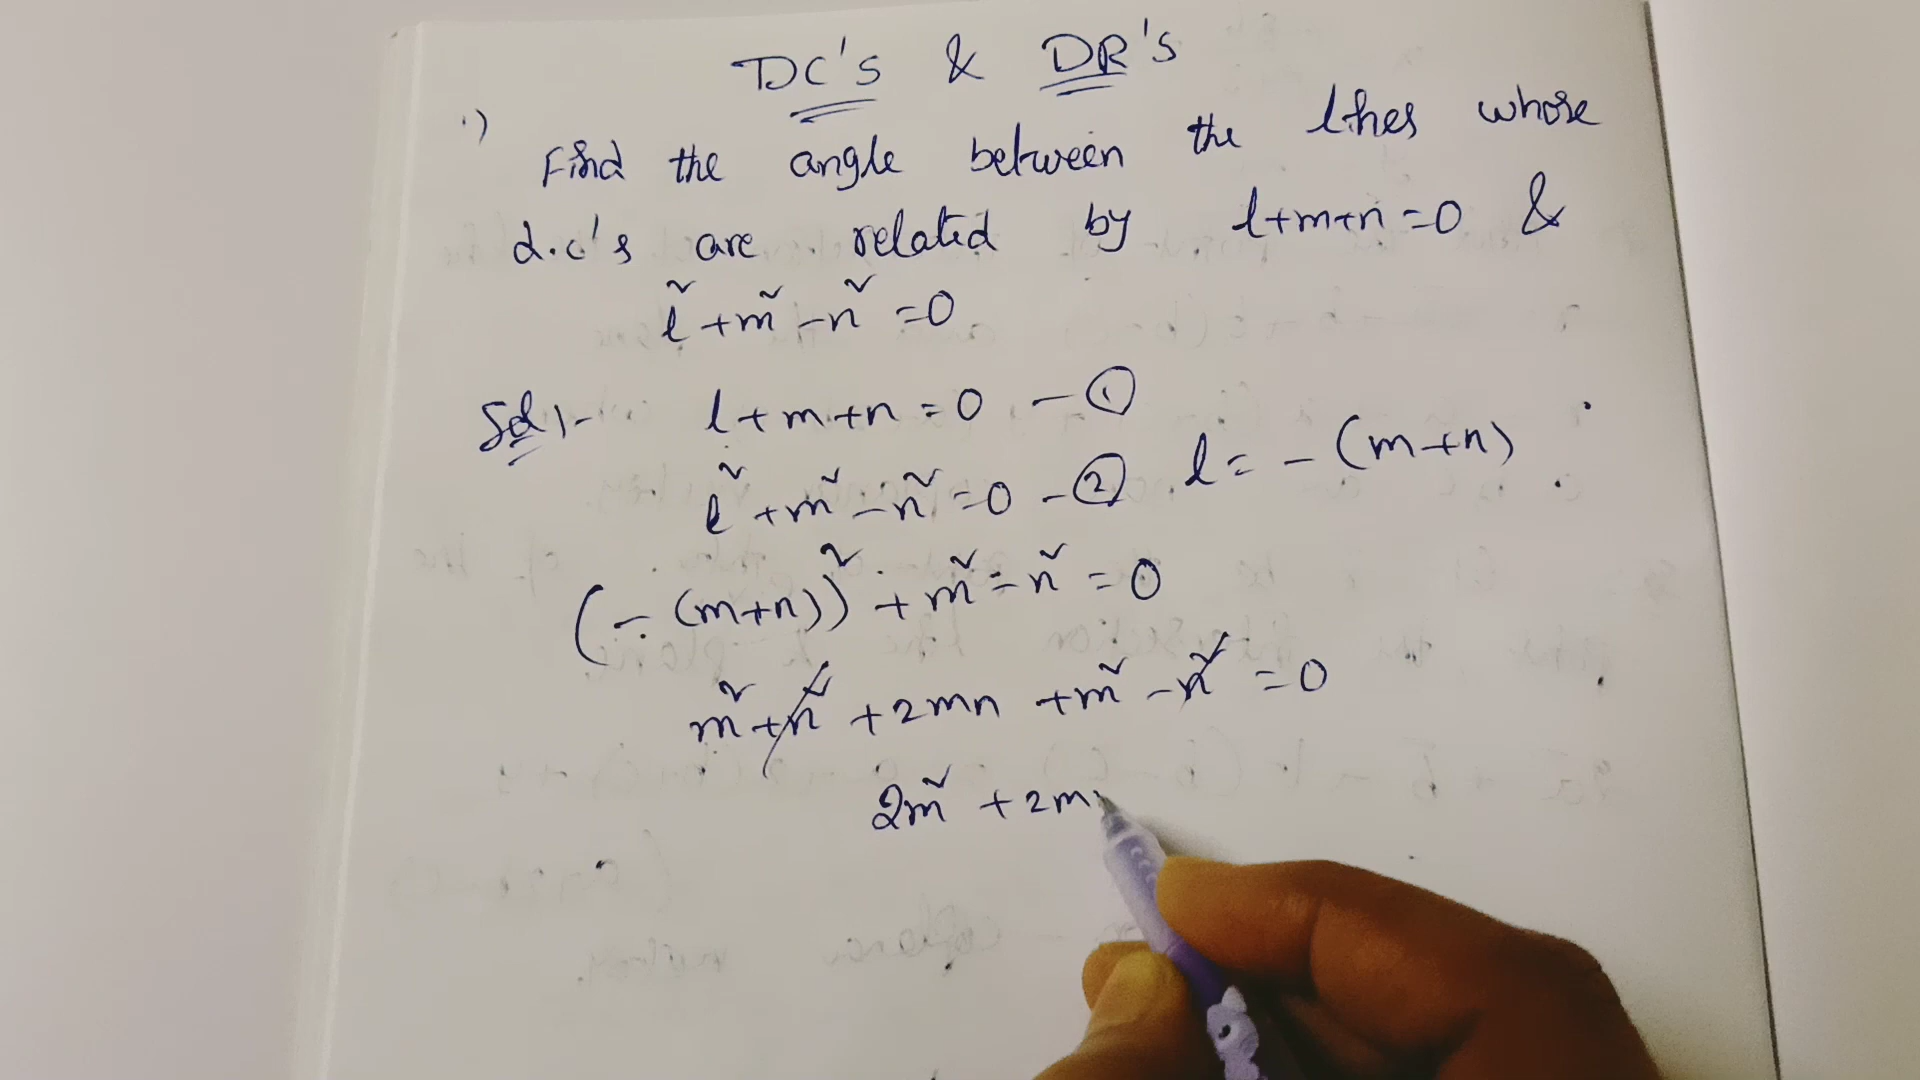 DC's & DR's
1) Find the angle between the lines whose
d.c's are related by l+m+n=0 &
l²+m²-n²=0
Sol:- l+m+n=0 - ①
l²+m²-n²=0 - ② l=-(m+n)
(-(m+n))²+m²-n²=0
m²+n²+2mn+m²-n²=0
2m²+2mn